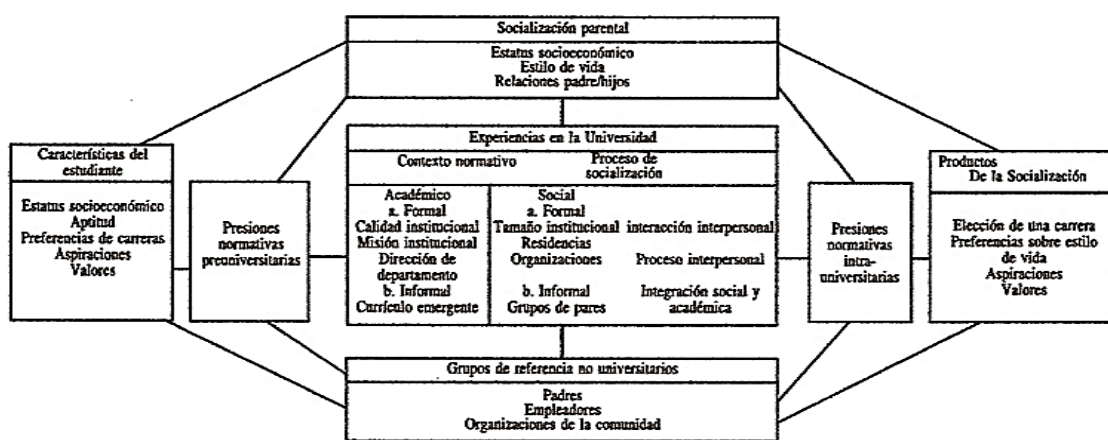 Socialización parental
Estatus socioeconómico
Estilo de vida
Relaciones padre/hijos
Características del
estudiante
Estatus socioeconómico
Aptitud
Preferencias de carreras
Aspiraciones
Valores
Presiones
normativas
preuniversitarias
Experiencias en la Universidad
Contexto normativo
Proceso de
socialización
Académico
a. Formal
Calidad institucional
Misión institucional
Dirección de
departamento
b. Informal
Currículo emergente
Social
a. Formal
Tamaño institucional
Residencias
Organizaciones
b. Informal
Grupos de pares
interacción interpersonal
Proceso interpersonal
Integración social y
académica
Presiones
normativas
intra-
universitarias
Productos
De la Socialización
Elección de una carrera
Preferencias sobre estilo
de vida
Aspiraciones
Valores
Grupos de referencia no universitarios
Padres
Empleadores
Organizaciones de la comunidad